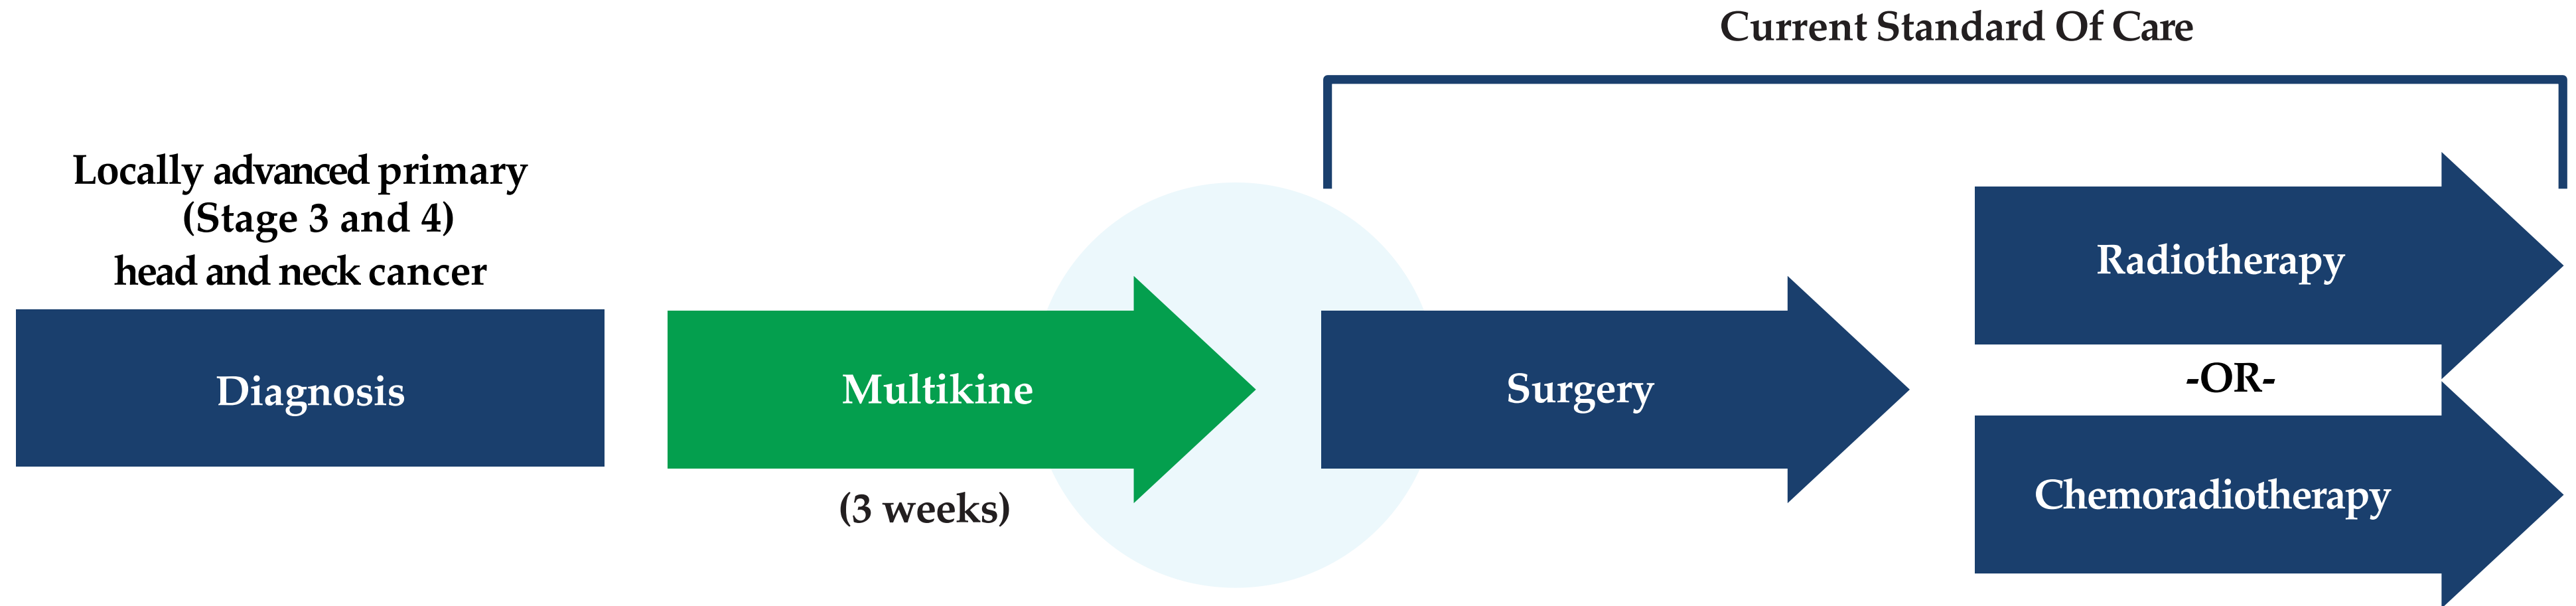 Current Standard Of Care
Locally advanced primary
(Stage 3 and 4)
head and neck cancer
Diagnosis
Multikine
(3 weeks)
Surgery
Radiotherapy
-OR-
Chemoradiotherapy